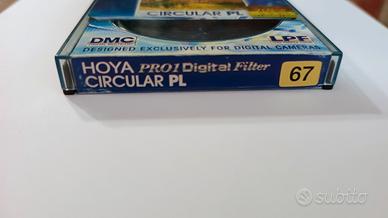 CIRCULAR PL
DMC
LPF
DESIGNED EXCLUSIVELY FOR DIGITAL CAMERAS
HOYA PRO1 Digital Filter
CIRCULAR PL
67
subito